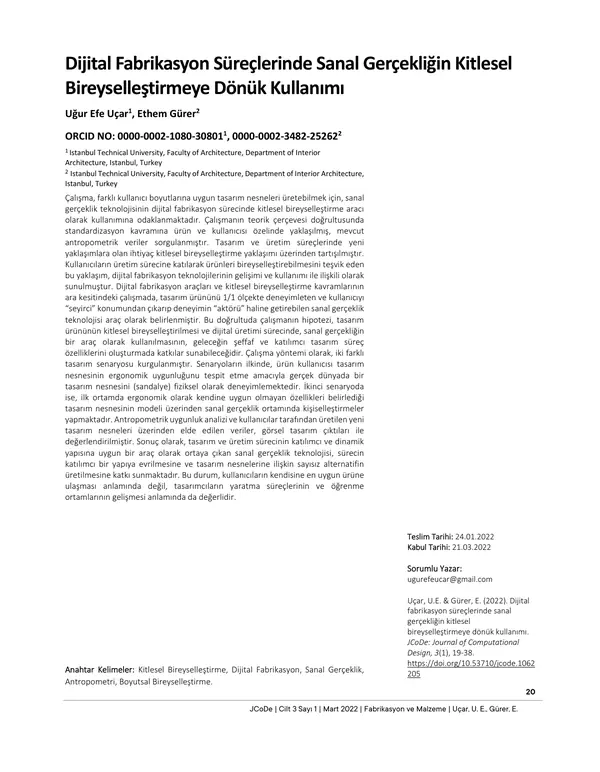 Dijital Fabrikasyon Süreçlerinde Sanal Gerçekliğin Kitlesel
Bireyselleştirmeye Dönük Kullanımı
Uğur Efe Uçar¹, Ethem Gürer²
ORCID NO: 0000-0002-1080-30801¹, 0000-0002-3482-25262²
¹ Istanbul Technical University, Faculty of Architecture, Department of Interior
Architecture, Istanbul, Turkey
² Istanbul Technical University, Faculty of Architecture, Department of Interior Architecture,
Istanbul, Turkey
Çalışma, farklı kullanıcı boyutlarına uygun tasarım nesneleri üretebilmek için, sanal
gerçeklik teknolojisinin dijital fabrikasyon sürecinde kitlesel bireyselleştirme aracı
olarak kullanımına odaklanmaktadır. Çalışmanın teorik çerçevesi doğrultusunda
standardizasyon kavramına ürün ve kullanıcısı özelinde yaklaşılmış, mevcut
antropometrik veriler sorgulanmıştır. Tasarım ve üretim süreçlerinde yeni
yaklaşımlara olan ihtiyaç kitlesel bireyselleştirme yaklaşımı üzerinden tartışılmıştır.
Kullanıcıların üretim sürecine katılarak ürünleri bireyselleştirebilmesini teşvik eden
bu yaklaşım, dijital fabrikasyon teknolojilerinin gelişimi ve kullanımı ile ilişkili olarak
sunulmuştur. Dijital fabrikasyon araçları ve kitlesel bireyselleştirme kavramlarının
ara kesitindeki çalışmada, tasarım ürününü 1/1 ölçekte deneyimleten ve kullanıcıyı
“seyirci” konumundan çıkarıp deneyimin “aktörü” haline getirebilen sanal gerçeklik
teknolojisi araç olarak belirlenmiştir. Bu doğrultuda çalışmanın hipotezi, tasarım
ürününün kitlesel bireyselleştirilmesi ve dijital üretimi sürecinde, sanal gerçekliğin
bir araç olarak kullanılmasının, geleceğin şeffaf ve katılımcı tasarım süreç
özelliklerini oluşturmada katkılar sunabileceğidir. Çalışma yöntemi olarak, iki farklı
tasarım senaryosu kurgulanmıştır. Senaryoların ilkinde, ürün kullanıcısı tasarım
nesnesinin ergonomik uygunluğunu tespit etme amacıyla gerçek dünyada bir
tasarım nesnesini (sandalye) fiziksel olarak deneyimlemektedir. İkinci senaryoda
ise, ilk ortamda ergonomik olarak kendine uygun olmayan özellikleri belirlediği
tasarım nesnesinin modeli üzerinden sanal gerçeklik ortamında kişiselleştirmeler
yapmaktadır. Antropometrik uygunluk analizi ve kullanıcılar tarafından üretilen yeni
tasarım nesneleri üzerinden elde edilen veriler, görsel tasarım çıktıları ile
değerlendirilmiştir. Sonuç olarak, tasarım ve üretim sürecinin katılımcı ve dinamik
yapısına uygun bir araç olarak ortaya çıkan sanal gerçeklik teknolojisi, sürecin
katılımcı bir yapıya evrilmesine ve tasarım nesnelerine ilişkin sayısız alternatifin
üretilmesine katkı sunmaktadır. Bu durum, kullanıcıların kendisine en uygun ürüne
ulaşması anlamında değil, tasarımcıların yaratma süreçlerinin ve öğrenme
ortamlarının gelişmesi anlamında da değerlidir.
Teslim Tarihi: 24.01.2022
Kabul Tarihi: 21.03.2022
Sorumlu Yazar:
ugurefeucar@gmail.com
Uçar, U.E. & Gürer, E. (2022). Dijital
fabrikasyon süreçlerinde sanal
gerçekliğin kitlesel
bireyselleştirmeye dönük kullanımı.
JCoDe: Journal of Computational
Design, 3(1), 19-38.
https://doi.org/10.53710/jcode.1062
205
Anahtar Kelimeler: Kitlesel Bireyselleştirme, Dijital Fabrikasyon, Sanal Gerçeklik,
Antropometri, Boyutsal Bireyselleştirme.
20
JCoDe | Cilt 3 Sayı 1 | Mart 2022 | Fabrikasyon ve Malzeme | Uçar, U. E., Gürer, E.